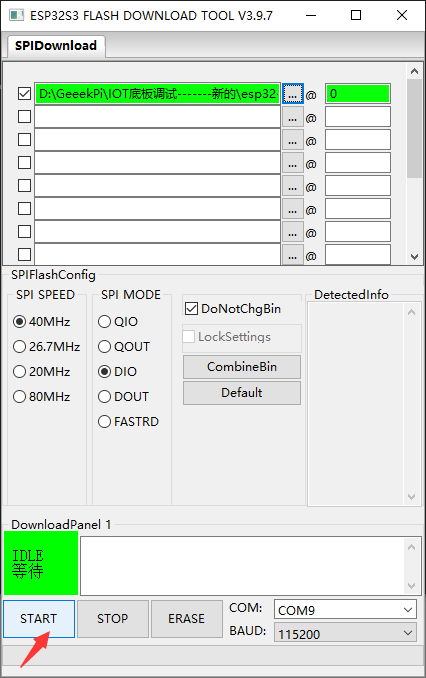 ESP32S3 FLASH DOWNLOAD TOOL V3.9.7
SPIDownload
D:\GeeekPi\IOT底板调试-------新的\esp32- ... @ 0
... @
... @
... @
... @
... @
... @
... @
SPIFlashConfig
SPI SPEED
40MHz
26.7MHz
20MHz
80MHz
SPI MODE
QIO
QOUT
DIO
DOUT
FASTRD
DoNotChgBin
LockSettings
CombineBin
Default
DetectedInfo
DownloadPanel 1
IDLE
等待
START STOP ERASE
COM: COM9
BAUD: 115200